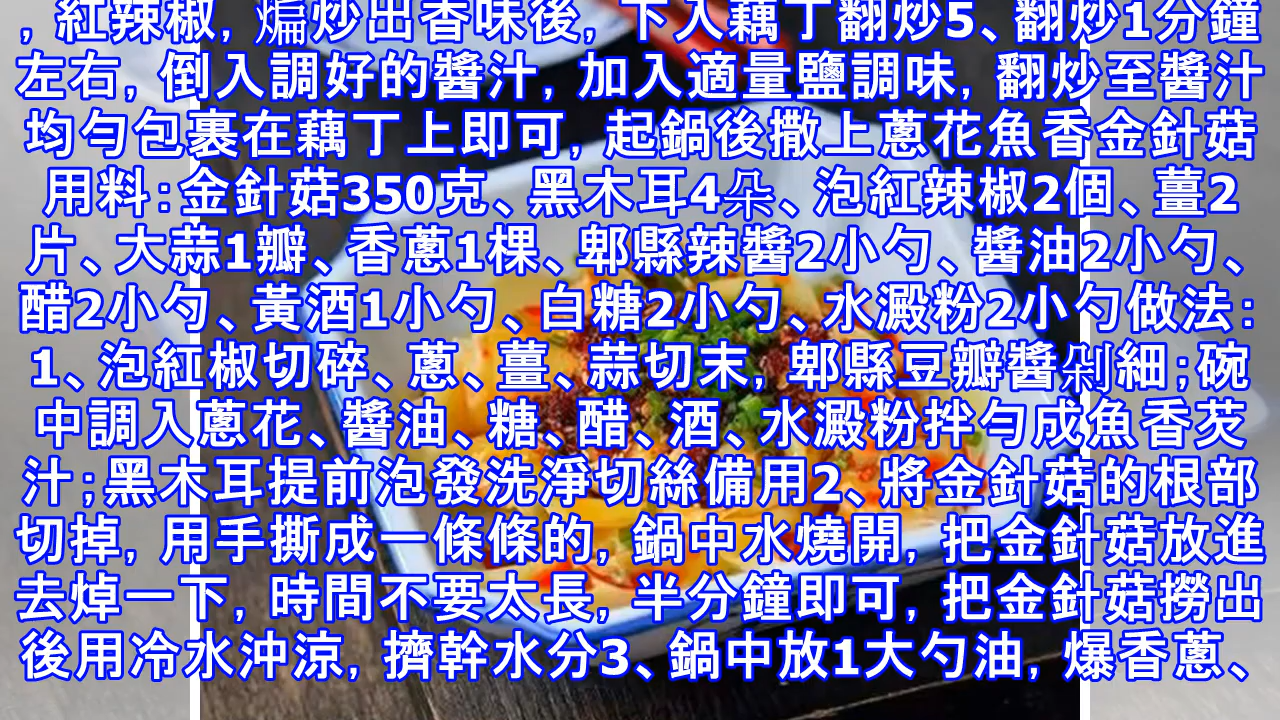 , 紅辣椒, 煸炒出香味後, 下入藕丁翻炒5、翻炒1分鐘
左右, 倒入調好的醬汁, 加入適量鹽調味, 翻炒至醬汁
均勻包裹在藕丁上即可, 起鍋後撒上蔥花魚香金針菇
用料:金針菇350克、黑木耳4朵、泡紅辣椒2個、薑2
片、大蒜1瓣、香蔥1棵、郫縣辣醬2小勺、醬油2小勺、
醋2小勺、黃酒1小勺、白糖2小勺、水澱粉2小勺做法:
1、泡紅椒切碎、蔥、薑、蒜切末, 郫縣豆瓣醬剁細;碗
中調入蔥花、醬油、糖、醋、酒、水澱粉拌勻成魚香芡
汁;黑木耳提前泡發洗淨切絲備用2、將金針菇的根部
切掉, 用手撕成一條條的, 鍋中水燒開, 把金針菇放進
去焯一下, 時間不要太長, 半分鐘即可, 把金針菇撈出
後用冷水沖涼, 擠幹水分3、鍋中放1大勺油, 爆香蔥、